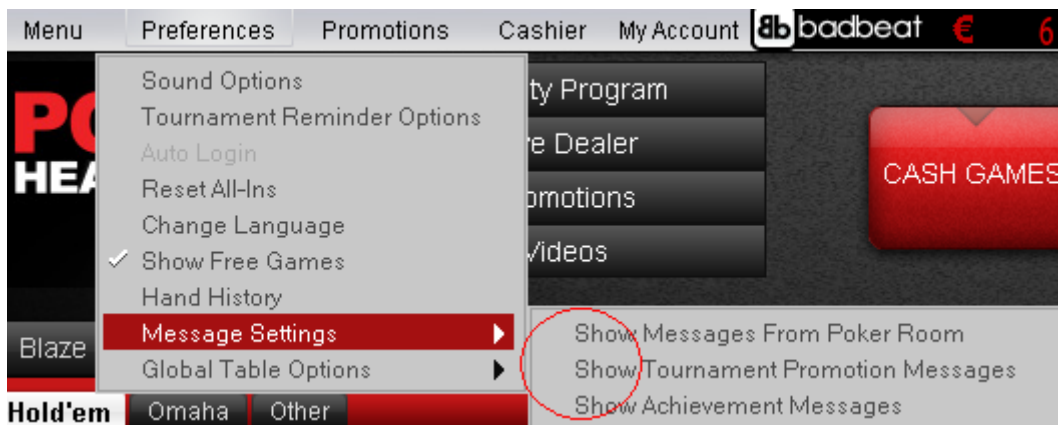 Menu Preferences Promotions Cashier My Account Bb badbeat € 6
Sound Options
Tournament Reminder Options
Auto Login
Reset All-Ins
Change Language
Show Free Games
Hand History
Message Settings
Global Table Options
Show Messages From Poker Room
Show Tournament Promotion Messages
Show Achievement Messages
PO
HEA
ty Program
e Dealer
omotions
Videos
CASH GAMES
Blaze
Hold'em Omaha Other